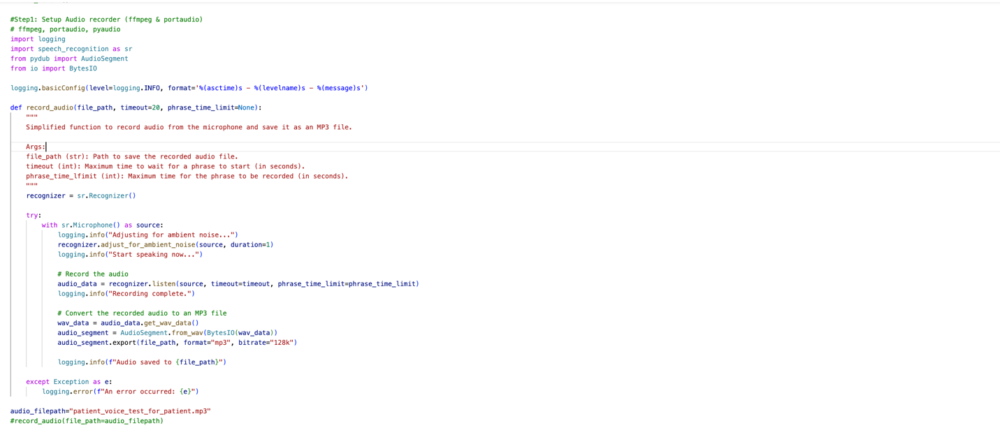 #Step1: Setup Audio recorder (ffmpeg & portaudio)
# ffmpeg, portaudio, pyaudio
import logging
import speech_recognition as sr
from pydub import AudioSegment
from io import BytesIO

logging.basicConfig(level=logging.INFO, format='%(asctime)s - %(levelname)s - %(message)s')

def record_audio(file_path, timeout=20, phrase_time_limit=None):
    """
    Simplified function to record audio from the microphone and save it as an MP3 file.

    Args:
    file_path (str): Path to save the recorded audio file.
    timeout (int): Maximum time to wait for a phrase to start (in seconds).
    phrase_time_lfimit (int): Maximum time for the phrase to be recorded (in seconds).
    """
    recognizer = sr.Recognizer()

    try:
        with sr.Microphone() as source:
            logging.info("Adjusting for ambient noise...")
            recognizer.adjust_for_ambient_noise(source, duration=1)
            logging.info("Start speaking now...")

            # Record the audio
            audio_data = recognizer.listen(source, timeout=timeout, phrase_time_limit=phrase_time_limit)
            logging.info("Recording complete.")

            # Convert the recorded audio to an MP3 file
            wav_data = audio_data.get_wav_data()
            audio_segment = AudioSegment.from_wav(BytesIO(wav_data))
            audio_segment.export(file_path, format="mp3", bitrate="128k")

            logging.info(f"Audio saved to {file_path}")

    except Exception as e:
        logging.error(f"An error occurred: {e}")

audio_filepath="patient_voice_test_for_patient.mp3"
#record_audio(file_path=audio_filepath)